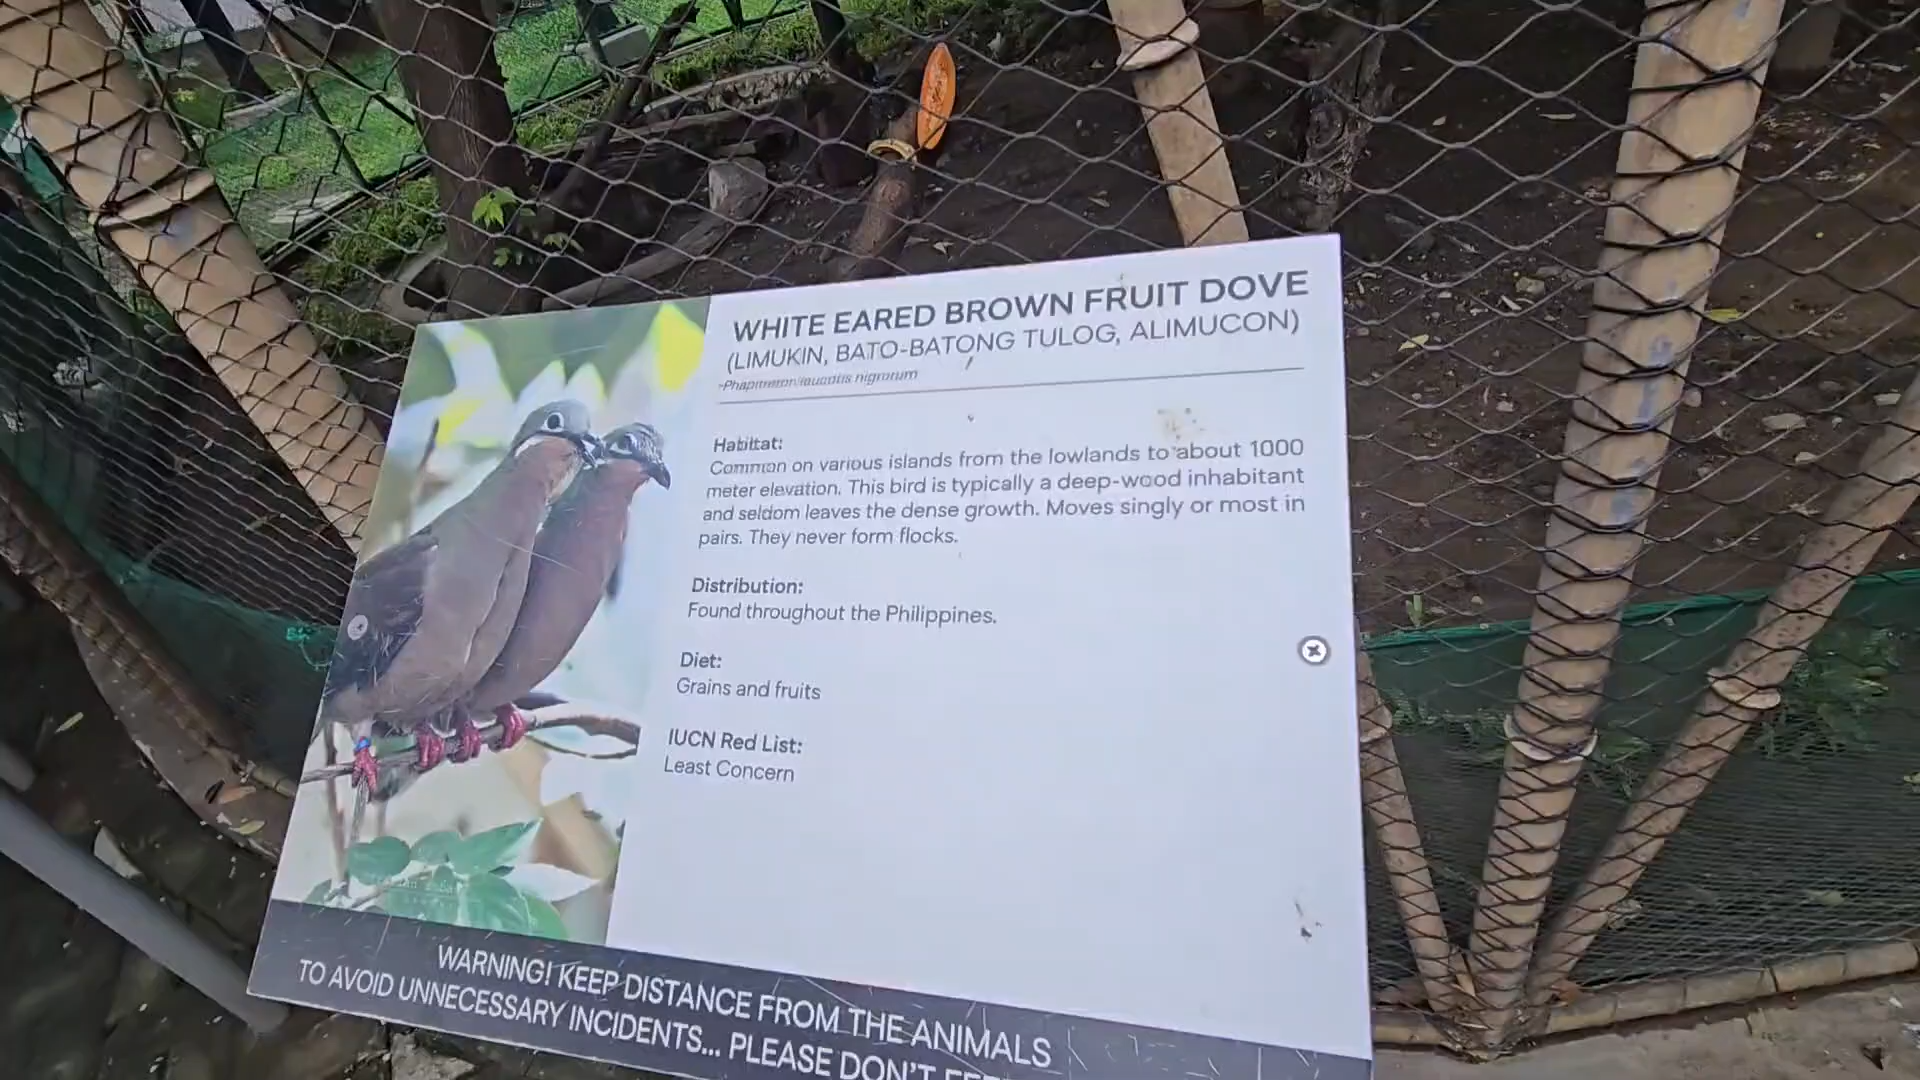 WHITE EARED BROWN FRUIT DOVE
(LIMUKIN, BATO-BATONG TULOG, ALIMUCON)
nigrorum
Habittat:
Common on various islands from the lowlands to about 1000
meter elevation. This bird is typically a deep-wood inhabitant
and seldom leaves the dense growth. Moves singly or most in
pairs. They never form flocks.
Distribution:
Found throughout the Philippines.
Diet:
Grains and fruits
IUCN Red List:
Least Concern
WARNING! KEEP DISTANCE FROM THE ANIMALS
TO AVOID UNNECESSARY INCIDENTS... PLEASE DON'T